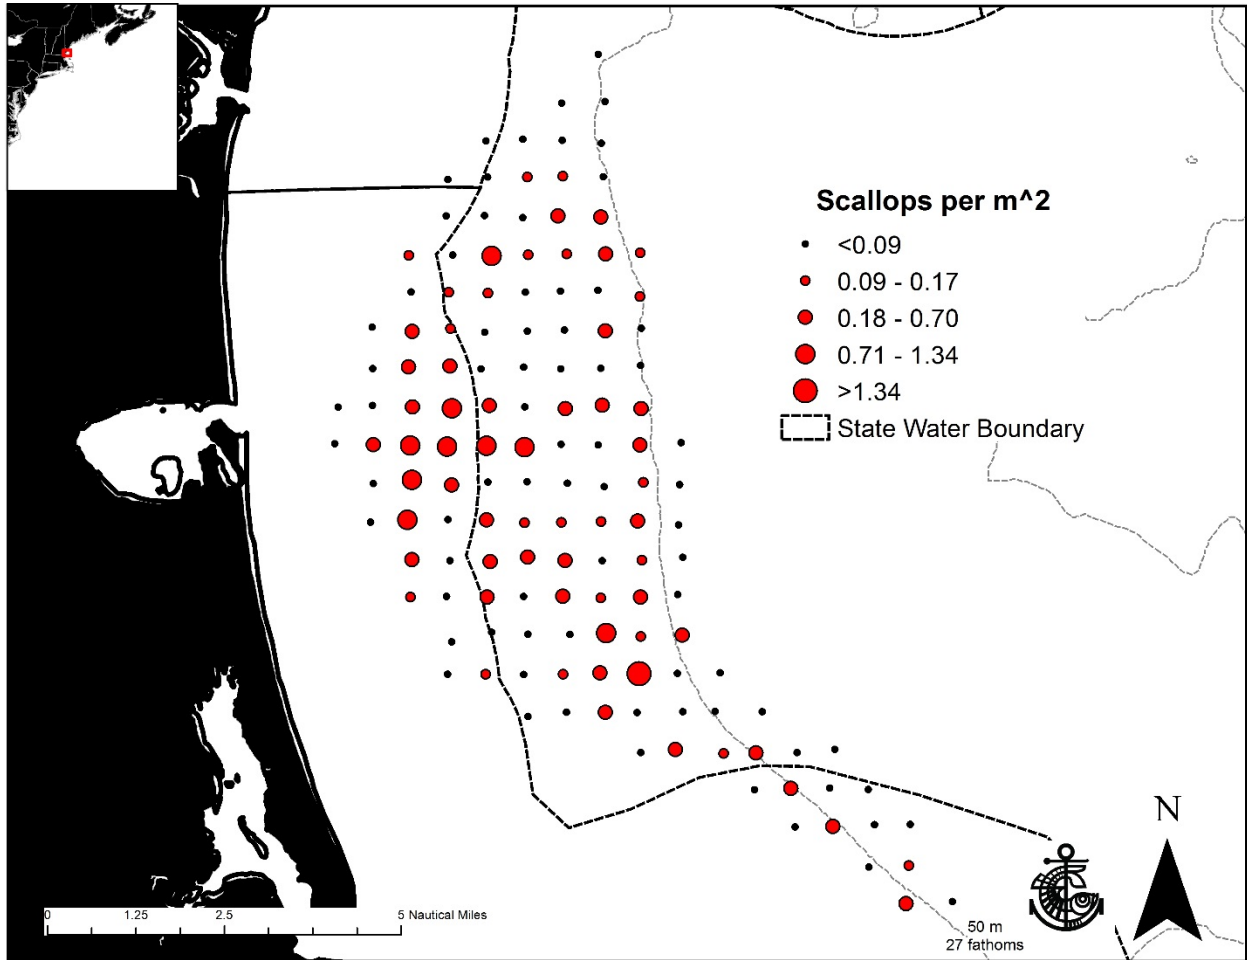 Scallops per m^2
<0.09
0.09 - 0.17
0.18 - 0.70
0.71 - 1.34
>1.34
State Water Boundary
N
0
1.25
2.5
5 Nautical Miles
50 m
27 fathoms